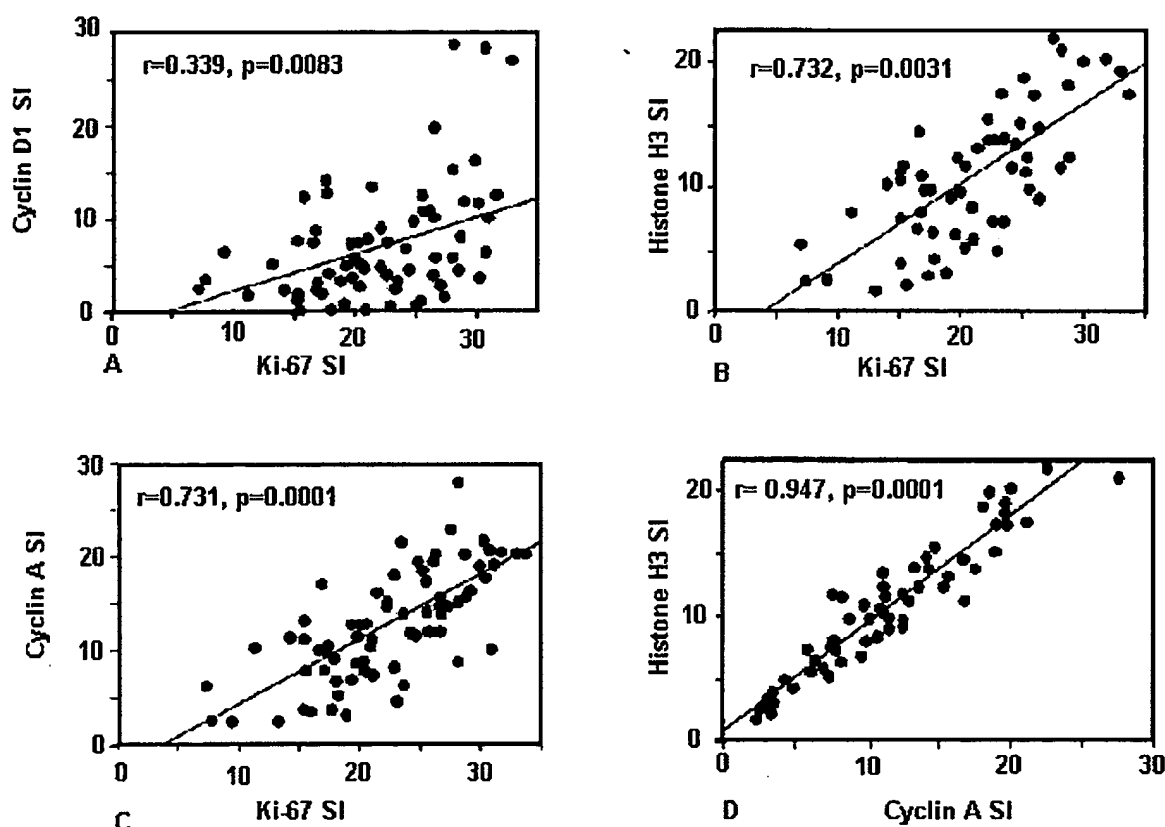 r=0.339, p=0.0083
Cyclin D1 SI
30
20
10
0
0 10 20 30
A Ki-67 SI
r=0.732, p=0.0031
Histone H3 SI
20
10
0
0 10 20 30
B Ki-67 SI
r=0.731, p=0.0001
Cyclin A SI
30
20
10
0
0 10 20 30
C Ki-67 SI
r= 0.947, p=0.0001
Histone H3 SI
20
10
0
0 10 20 30
D Cyclin A SI